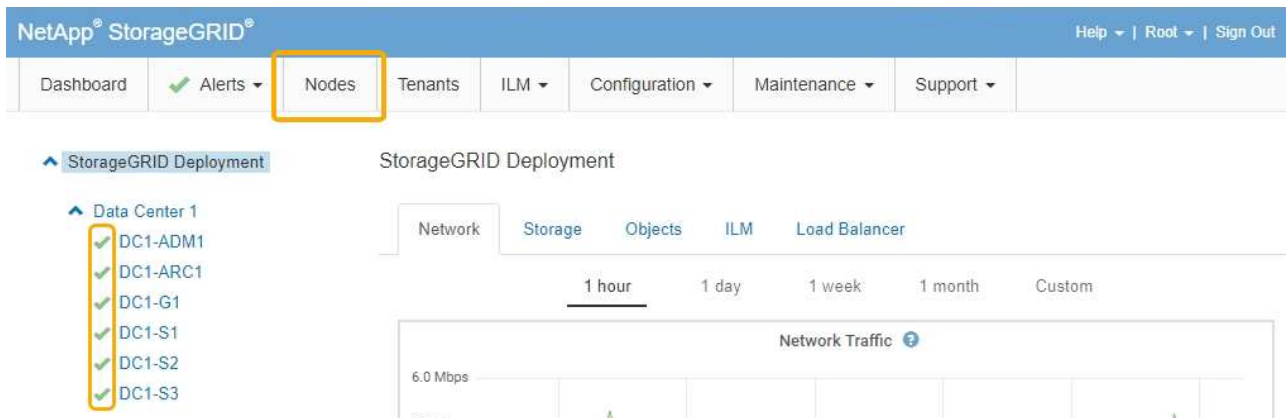 NetApp® StorageGRID®
Help | Root | Sign Out
Dashboard Alerts Nodes Tenants ILM Configuration Maintenance Support
StorageGRID Deployment
Data Center 1
DC1-ADM1
DC1-ARC1
DC1-G1
DC1-S1
DC1-S2
DC1-S3
StorageGRID Deployment
Network Storage Objects ILM Load Balancer
1 hour 1 day 1 week 1 month Custom
Network Traffic
6.0 Mbps